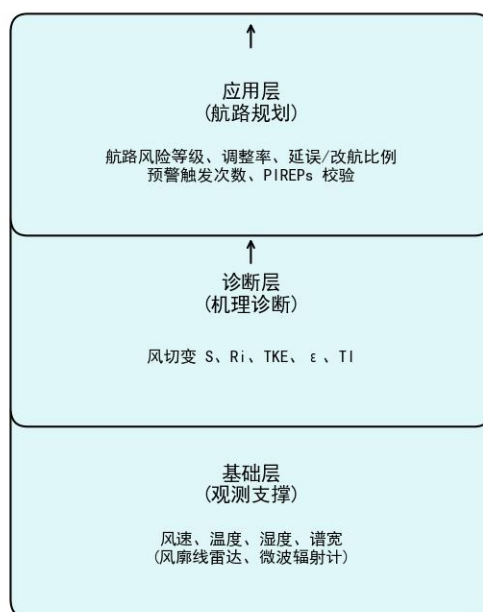 应用层
(航路规划)
航路风险等级、调整率、延误/改航比例
预警触发次数、PIREPs 校验
诊断层
(机理诊断)
风切变 S、Ri、TKE、ε、TI
基础层
(观测支撑)
风速、温度、湿度、谱宽
(风廓线雷达、微波辐射计)